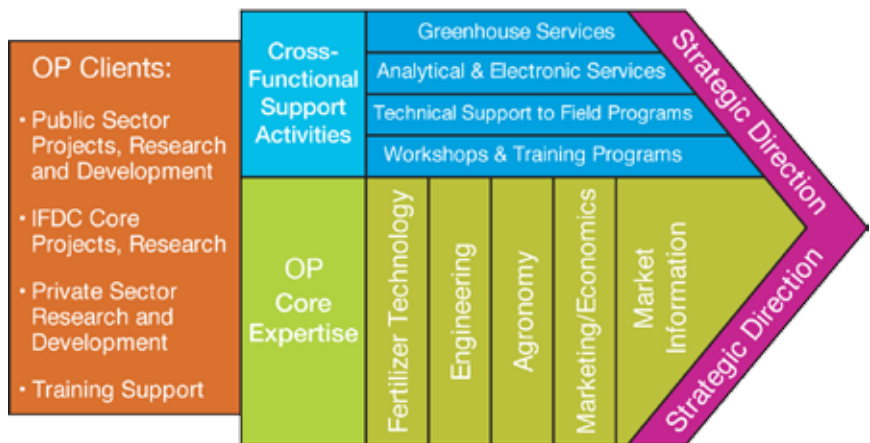 OP Clients:
• Public Sector
Projects, Research
and Development
• IFDC Core
Projects, Research
• Private Sector
Research and
Development
• Training Support
Cross-
Functional
Support
Activities
Greenhouse Services
Analytical & Electronic Services
Technical Support to Field Programs
Workshops & Training Programs
OP
Core
Expertise
Fertilizer Technology
Engineering
Agronomy
Marketing/Economics
Market
Information
Strategic Direction
Strategic Direction